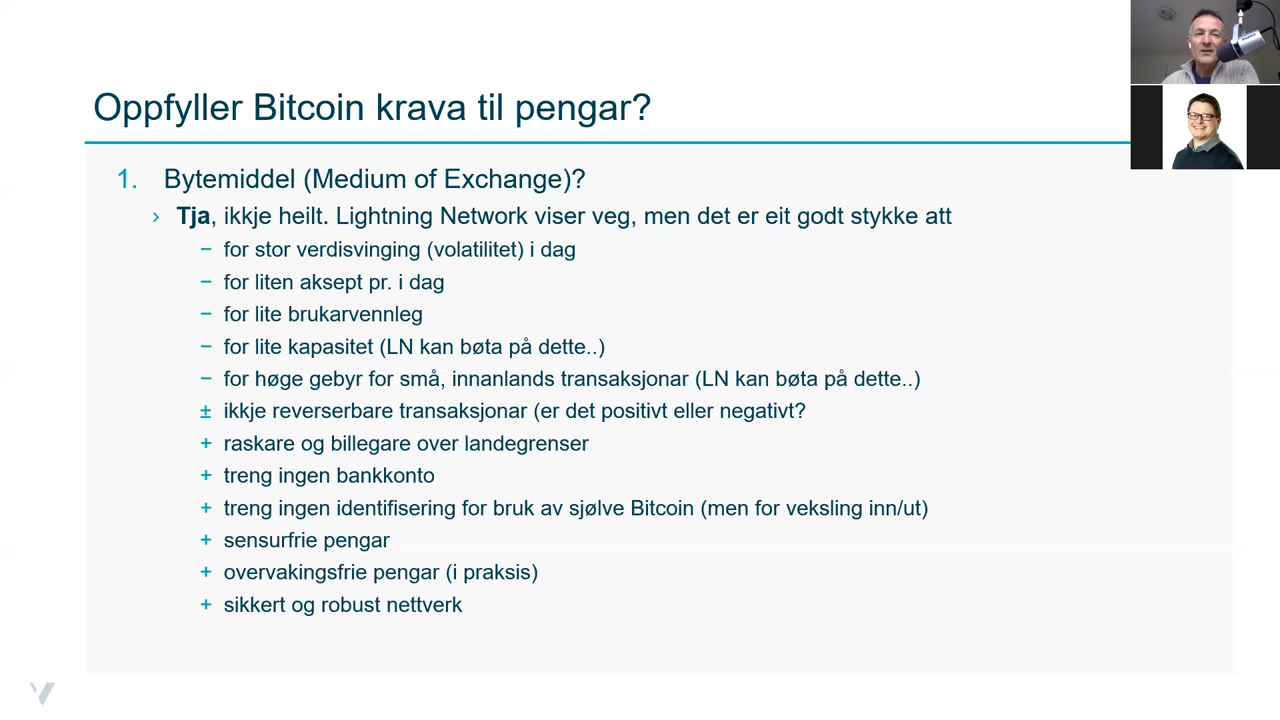 Oppfyller Bitcoin krava til pengar?
1. Bytemiddel (Medium of Exchange)?
› Tja, ikkje heilt. Lightning Network viser veg, men det er eit godt stykke att
− for stor verdisvinging (volatilitet) i dag
− for liten aksept pr. i dag
− for lite brukarvennleg
− for lite kapasitet (LN kan bøta på dette..)
− for høge gebyr for små, innanlands transaksjonar (LN kan bøta på dette..)
± ikkje reverserbare transaksjonar (er det positivt eller negativt?
+ raskare og billegare over landegrenser
+ treng ingen bankkonto
+ treng ingen identifisering for bruk av sjølve Bitcoin (men for veksling inn/ut)
+ sensurfrie pengar
+ overvakingsfrie pengar (i praksis)
+ sikkert og robust nettverk